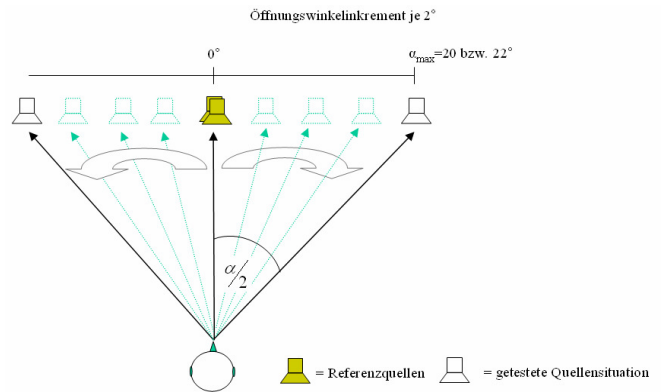 Öffnungswinkelinkrement je 2°
0°
αmax=20 bzw. 22°
α/2
= Referenzquellen
= getestete Quellensituation